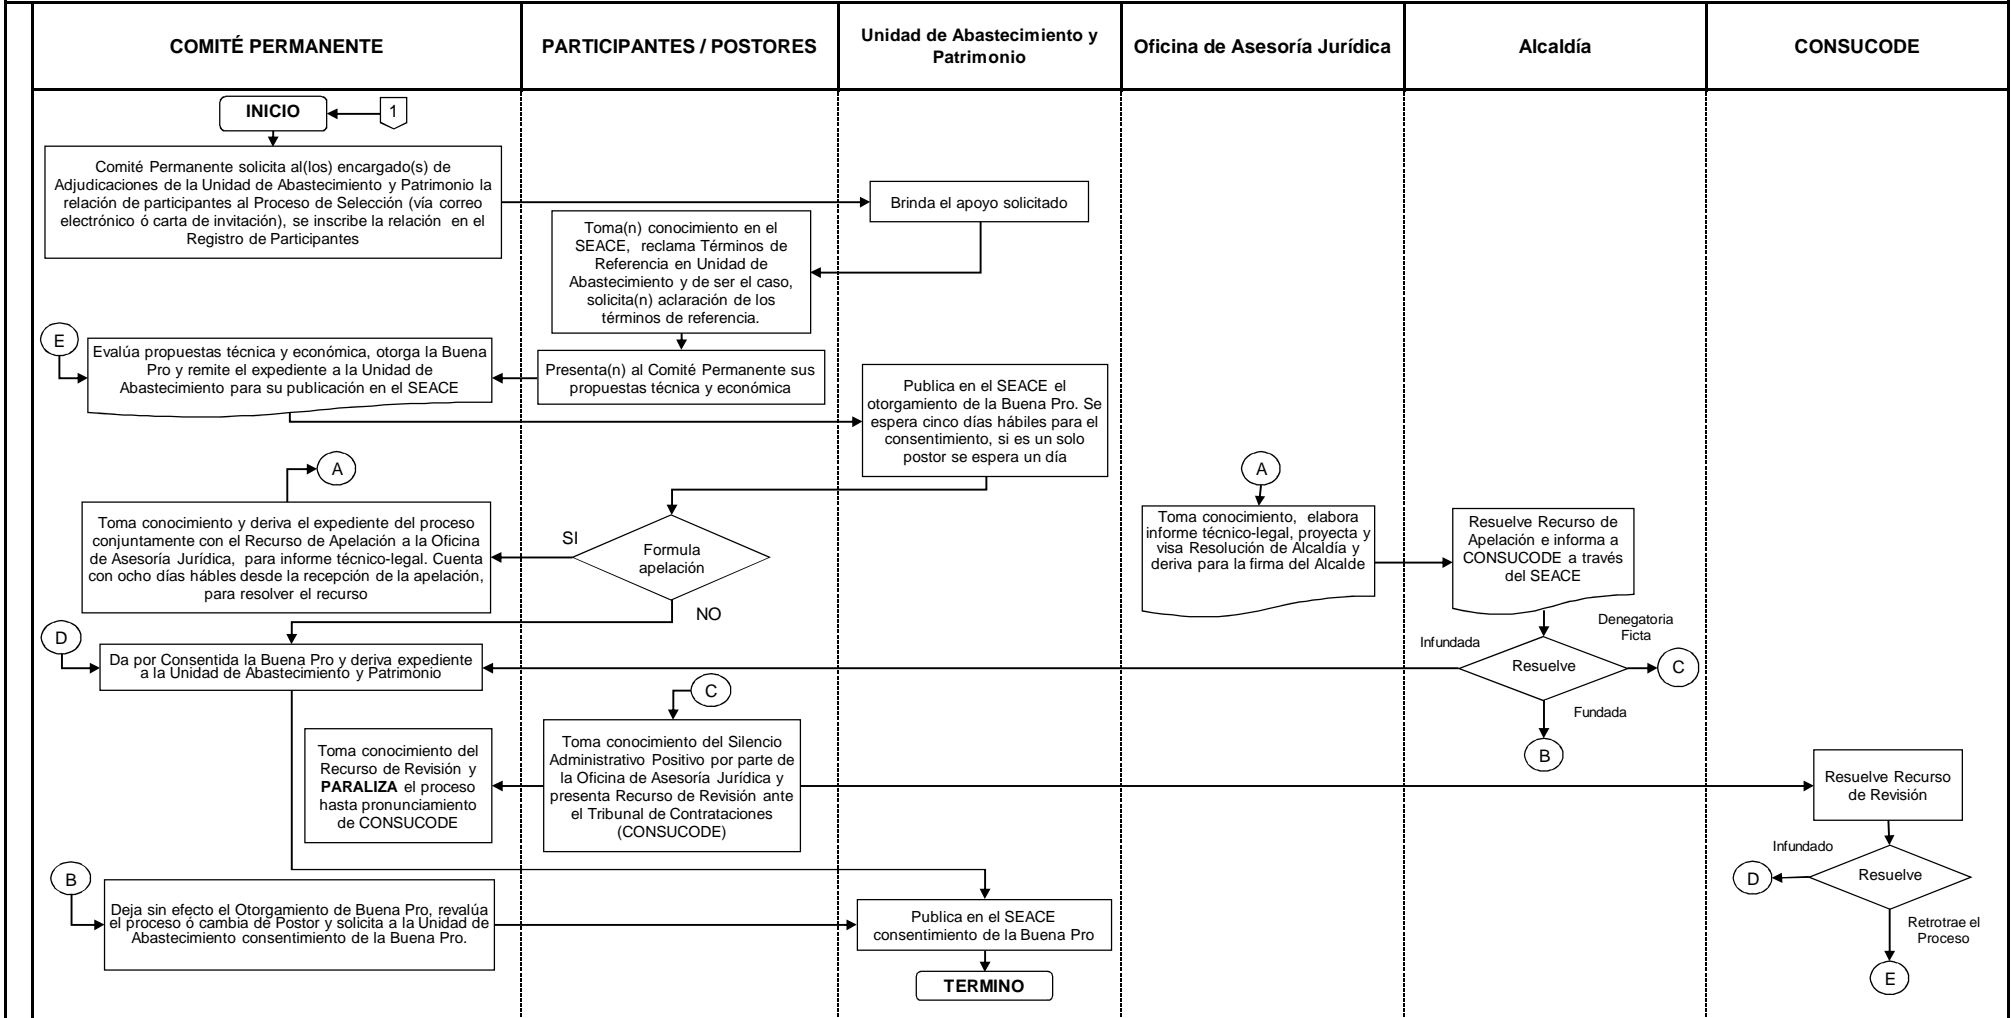 COMITÉ PERMANENTE
PARTICIPANTES / POSTORES
Unidad de Abastecimiento y
Patrimonio
Oficina de Asesoría Jurídica
Alcaldía
CONSUCODE
INICIO
1
Comité Permanente solicita al(los) encargado(s) de
Adjudicaciones de la Unidad de Abastecimiento y Patrimonio la
relación de participantes al Proceso de Selección (vía correo
electrónico ó carta de invitación), se inscribe la relación en el
Registro de Participantes
Brinda el apoyo solicitado
Toma(n) conocimiento en el
SEACE, reclama Términos de
Referencia en Unidad de
Abastecimiento y de ser el caso,
solicita(n) aclaración de los
términos de referencia.
E
Evalúa propuestas técnica y económica, otorga la Buena
Pro y remite el expediente a la Unidad de
Abastecimiento para su publicación en el SEACE
Presenta(n) al Comité Permanente sus
propuestas técnica y económica
Publica en el SEACE el
otorgamiento de la Buena Pro. Se
espera cinco días hábiles para el
consentimiento, si es un solo
postor se espera un día
A
A
Toma conocimiento y deriva el expediente del proceso
conjuntamente con el Recurso de Apelación a la Oficina
de Asesoría Jurídica, para informe técnico-legal. Cuenta
con ocho días hábles desde la recepción de la apelación,
para resolver el recurso
SI
Formula
apelación
NO
Toma conocimiento, elabora
informe técnico-legal, proyecta y
visa Resolución de Alcaldía y
deriva para la firma del Alcalde
Resuelve Recurso de
Apelación e informa a
CONSUCODE a través
del SEACE
D
Da por Consentida la Buena Pro y deriva expediente
a la Unidad de Abastecimiento y Patrimonio
Infundada
Resuelve
Denegatoria
Ficta
C
Fundada
B
C
Toma conocimiento del
Recurso de Revisión y
PARALIZA el proceso
hasta pronunciamiento
de CONSUCODE
Toma conocimiento del Silencio
Administrativo Positivo por parte de
la Oficina de Asesoría Jurídica y
presenta Recurso de Revisión ante
el Tribunal de Contrataciones
(CONSUCODE)
Resuelve Recurso
de Revisión
Infundado
D
Resuelve
Retrotrae el
Proceso
E
B
Deja sin efecto el Otorgamiento de Buena Pro, revalúa
el proceso ó cambia de Postor y solicita a la Unidad de
Abastecimiento consentimiento de la Buena Pro.
Publica en el SEACE
consentimiento de la Buena Pro
TERMINO